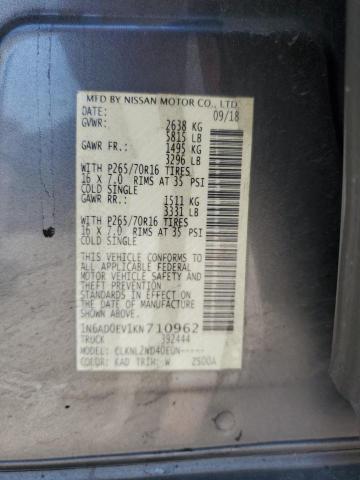 MFD BY NISSAN MOTOR CO., LTD.
DATE: 09/18
GVWR: 2638 KG
5815 LB
GAWR FR.: 1495 KG
3296 LB
WITH P265/70R16 TIRES
16 X 7.0 RIMS AT 35 PSI
COLD SINGLE
GAWR RR.: 1511 KG
3331 LB
WITH P265/70R16 TIRES
16 X 7.0 RIMS AT 35 PSI
COLD SINGLE
THIS VEHICLE CONFORMS
TO ALL APPLICABLE FEDERAL
MOTOR VEHICLE SAFETY AND
THEFT PREVENTION
STANDARDS IN EFFECT ON
THE DATE OF MANUFACTURE
SHOWN ABOVE
1N6AD0EV1KN710962
TRUCK 392444
MODEL: CLKNLZWD40EUN-----
COLOR: KAD TRIM: W 2500A